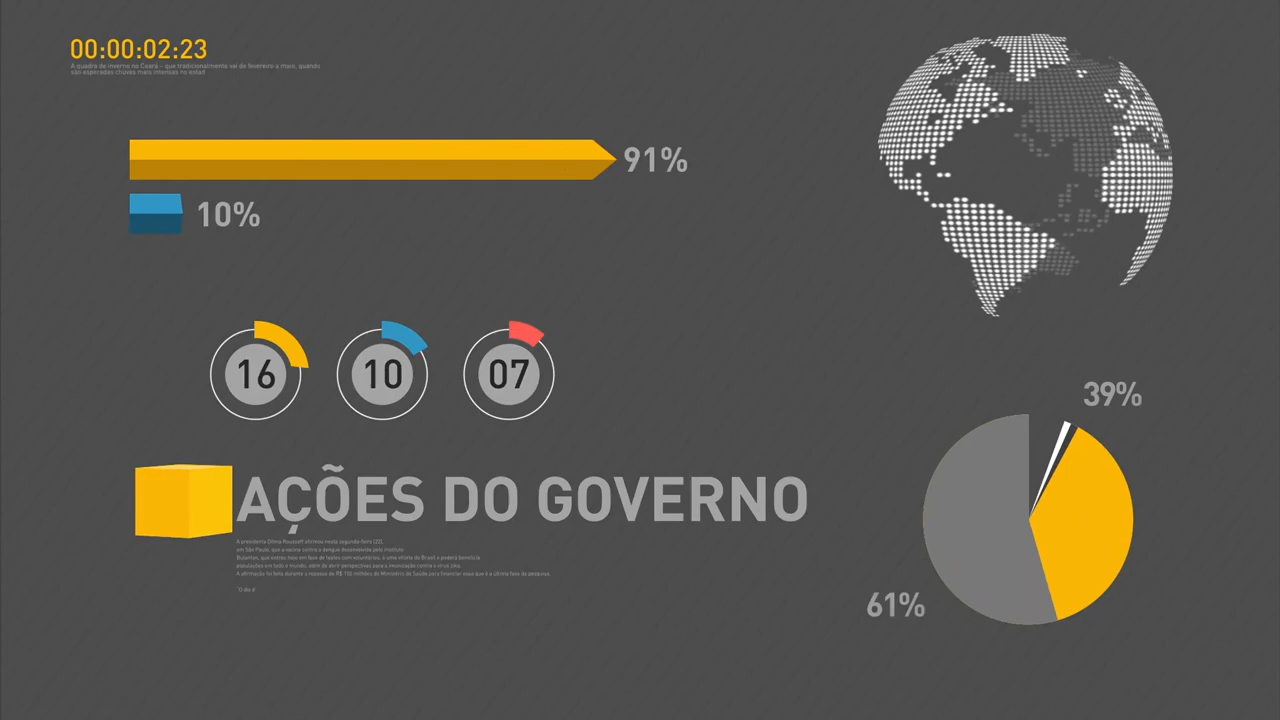 00:00:02:23
A quadra de inverno no Ceará – que tradicionalmente vai de fevereiro a maio, quando
são esperadas chuvas mais intensas no estad
91%
10%
16 10 07
39%
AÇÕES DO GOVERNO
A presidenta Dilma Rousseff afirmou nesta segunda-feira (22),
em São Paulo, que a vacina contra a dengue desenvolvida pelo Instituto
Butantan, que entrou hoje em fase de testes com voluntários, é uma vitória do Brasil e poderá beneficia
populações em todo o mundo, além de abrir perspectivas para a imunização contra o vírus zika.
A afirmação foi feita durante o repasse de R$ 100 milhões do Ministério da Saúde para financiar essa que é a última fase da pesquisa.
"O dia d
61%